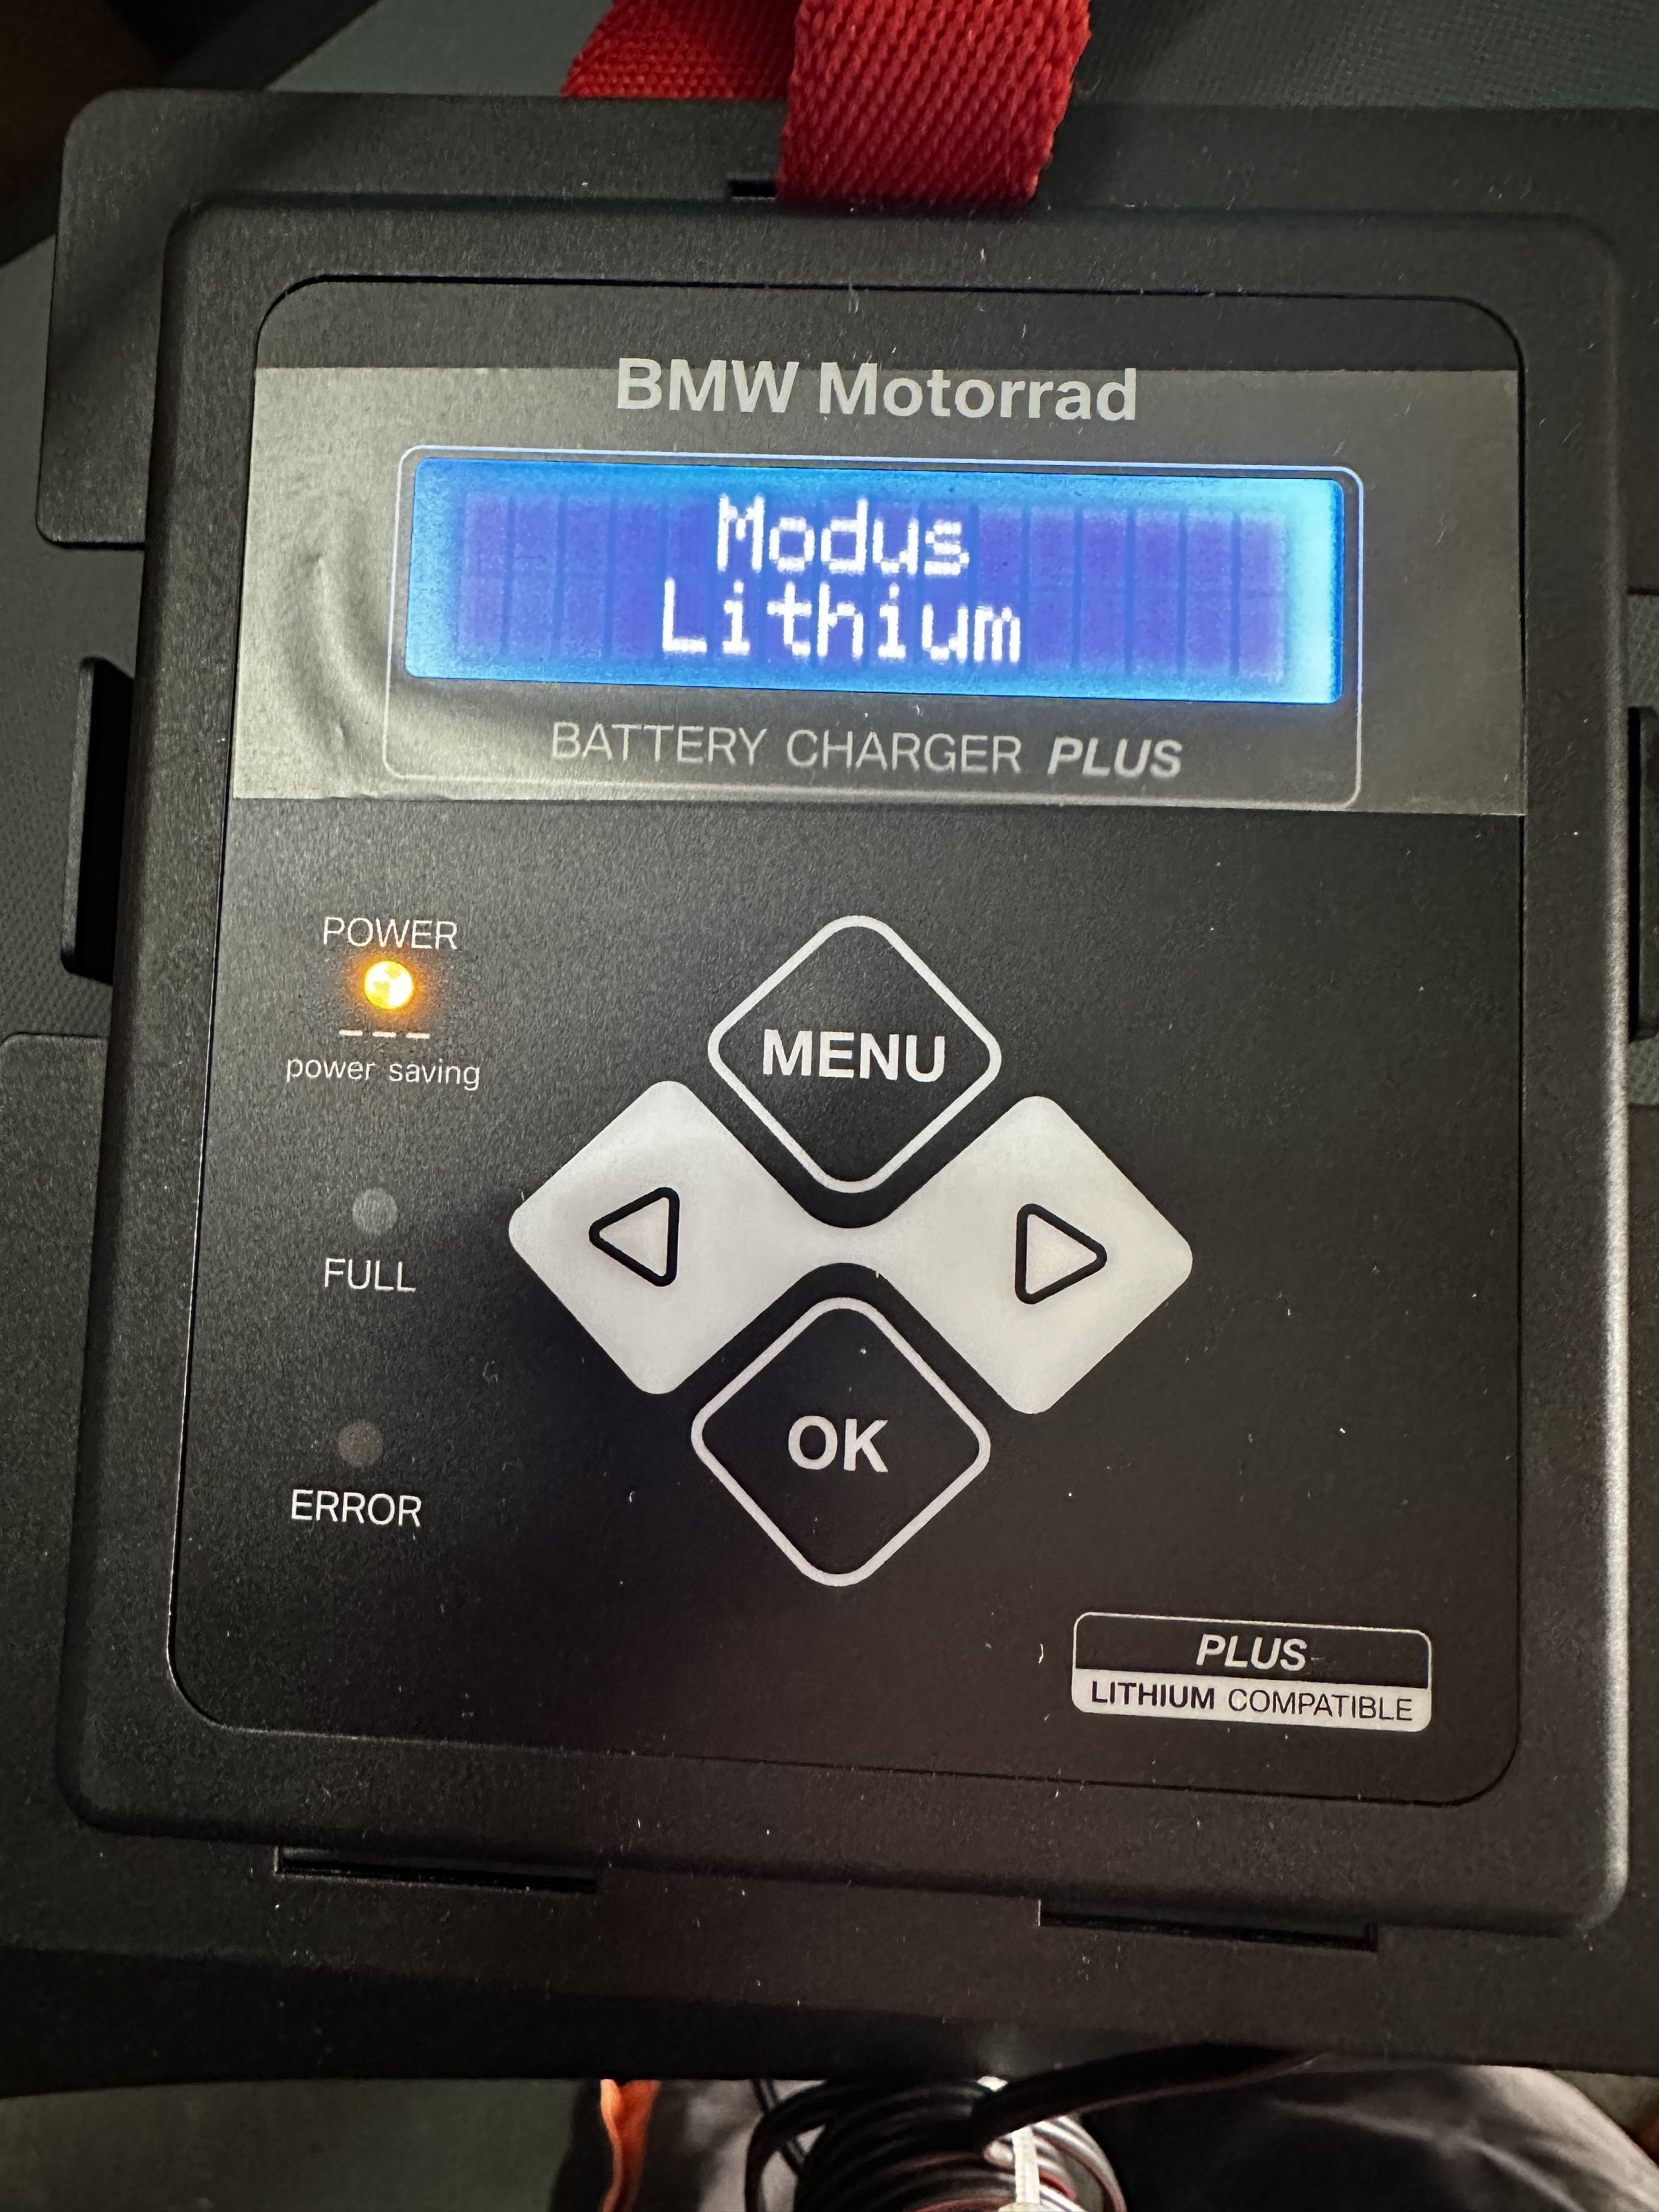 BMW Motorrad
Modus
Lithium
BATTERY CHARGER PLUS
POWER
power saving
MENU
FULL
OK
ERROR
PLUS
LITHIUM COMPATIBLE